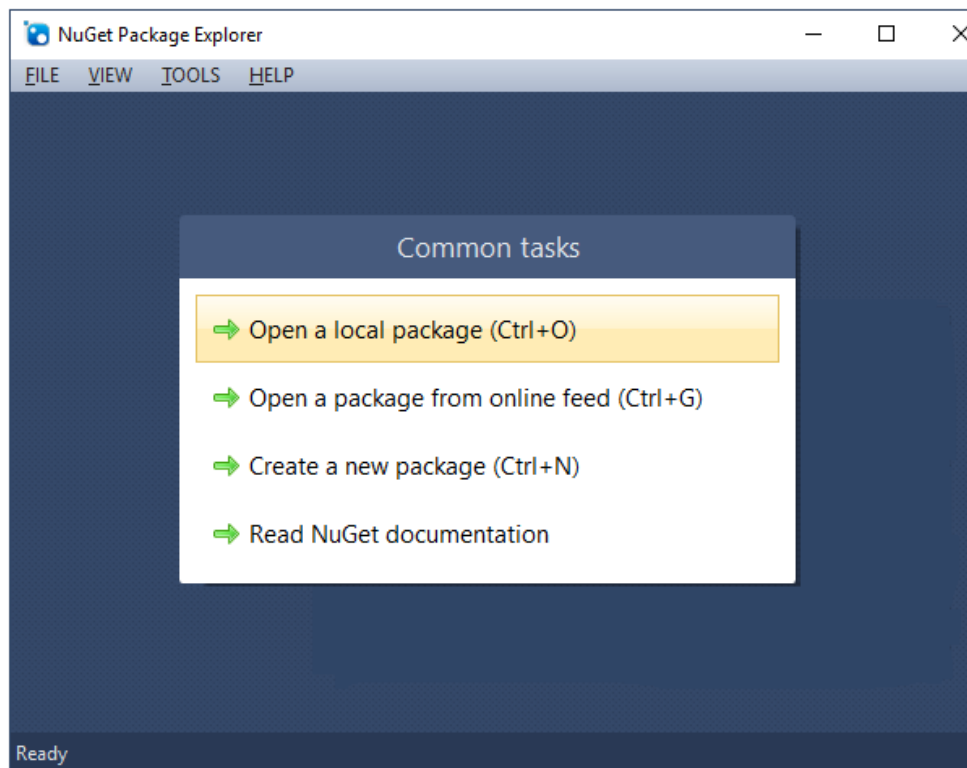 NuGet Package Explorer
FILE VIEW TOOLS HELP
Common tasks
Open a local package (Ctrl+O)
Open a package from online feed (Ctrl+G)
Create a new package (Ctrl+N)
Read NuGet documentation
Ready